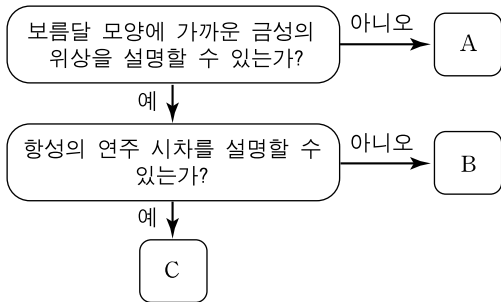 보름달 모양에 가까운 금성의
위상을 설명할 수 있는가?
아니오
A
예
항성의 연주 시차를 설명할 수
있는가?
아니오
B
예
C